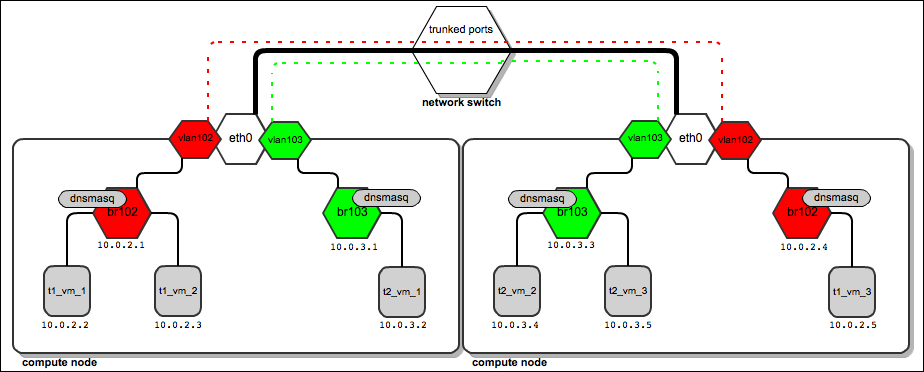 trunked ports
network switch
vlan102
eth0
vlan103
vlan103
eth0
vlan102
dnsmasq
br102
10.0.2.1
dnsmasq
br103
10.0.3.1
dnsmasq
br103
10.0.3.3
dnsmasq
br102
10.0.2.4
t1_vm_1
10.0.2.2
t1_vm_2
10.0.2.3
t2_vm_1
10.0.3.2
t2_vm_2
10.0.3.4
t2_vm_3
10.0.3.5
t1_vm_3
10.0.2.5
compute node
compute node